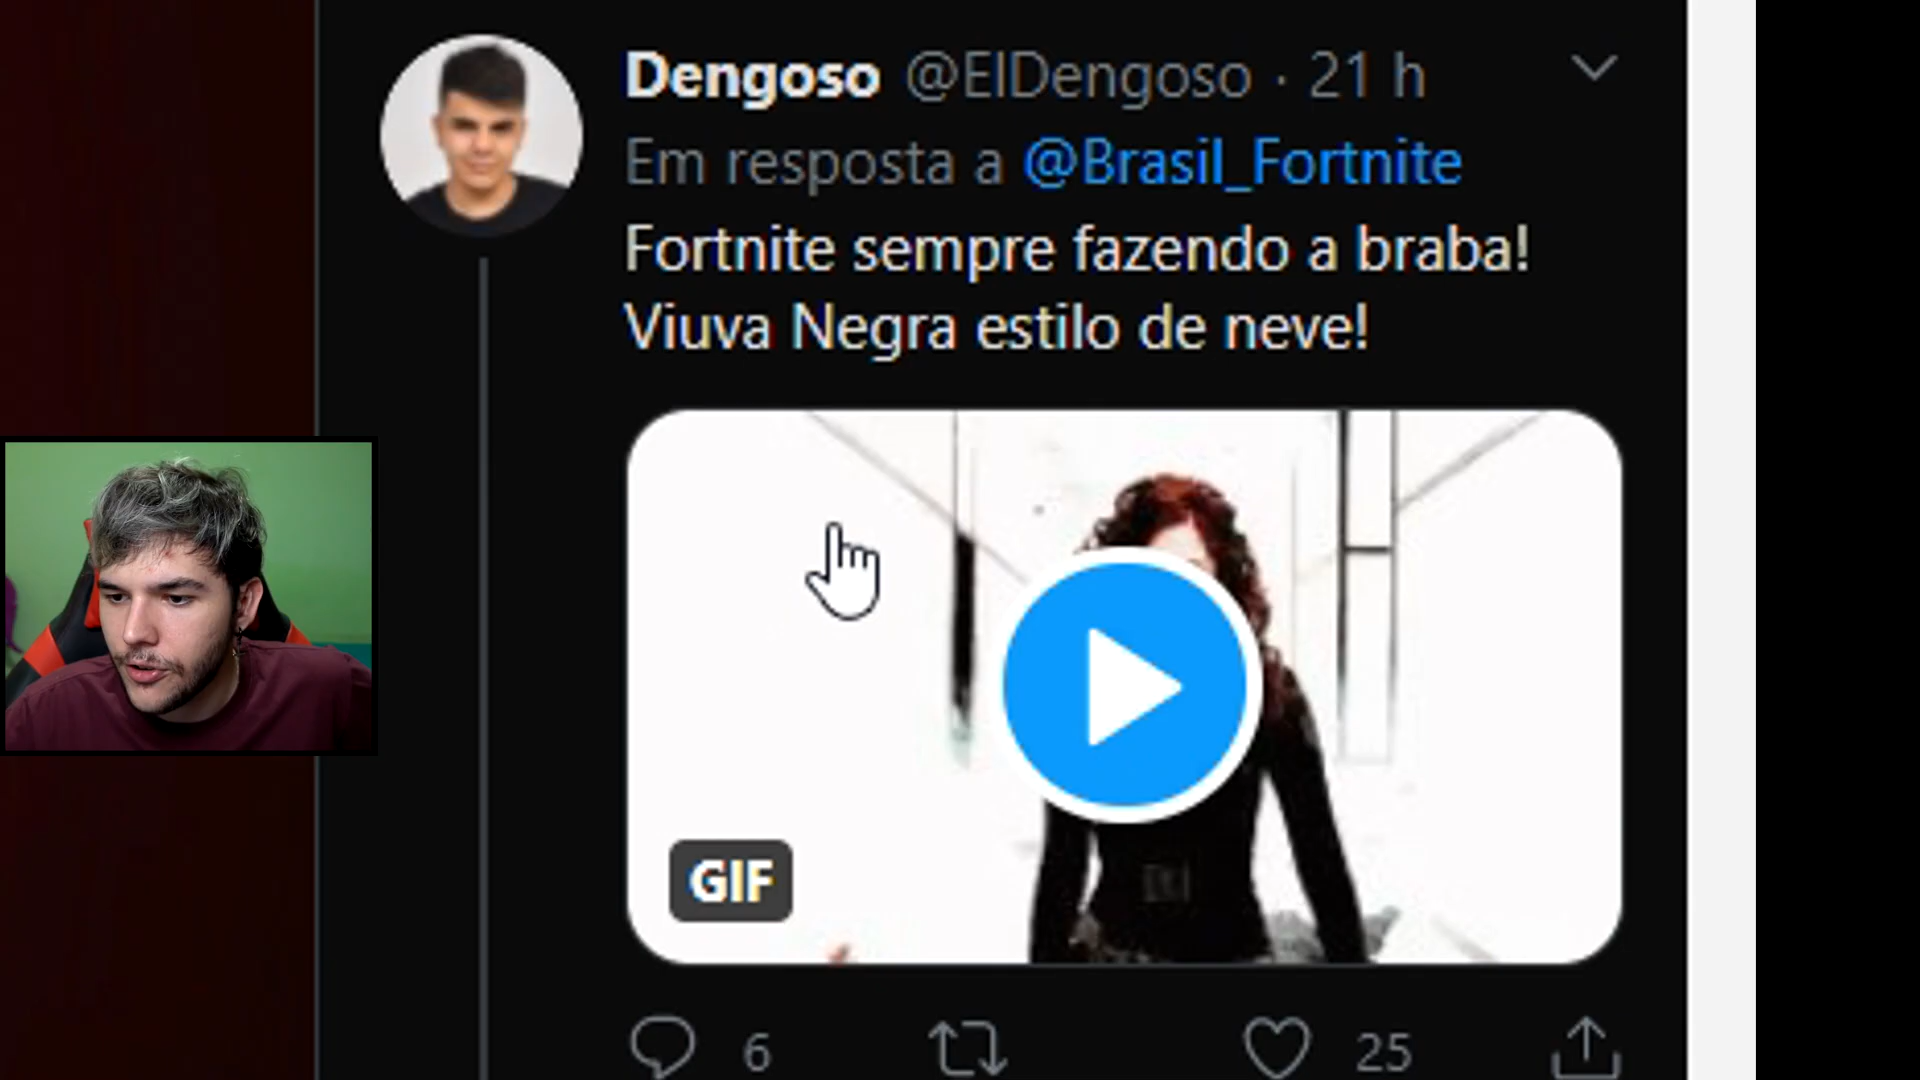 Dengoso @ElDengoso · 21 h
Em resposta a @Brasil_Fortnite
Fortnite sempre fazendo a braba!
Viuva Negra estilo de neve!
GIF
6 25